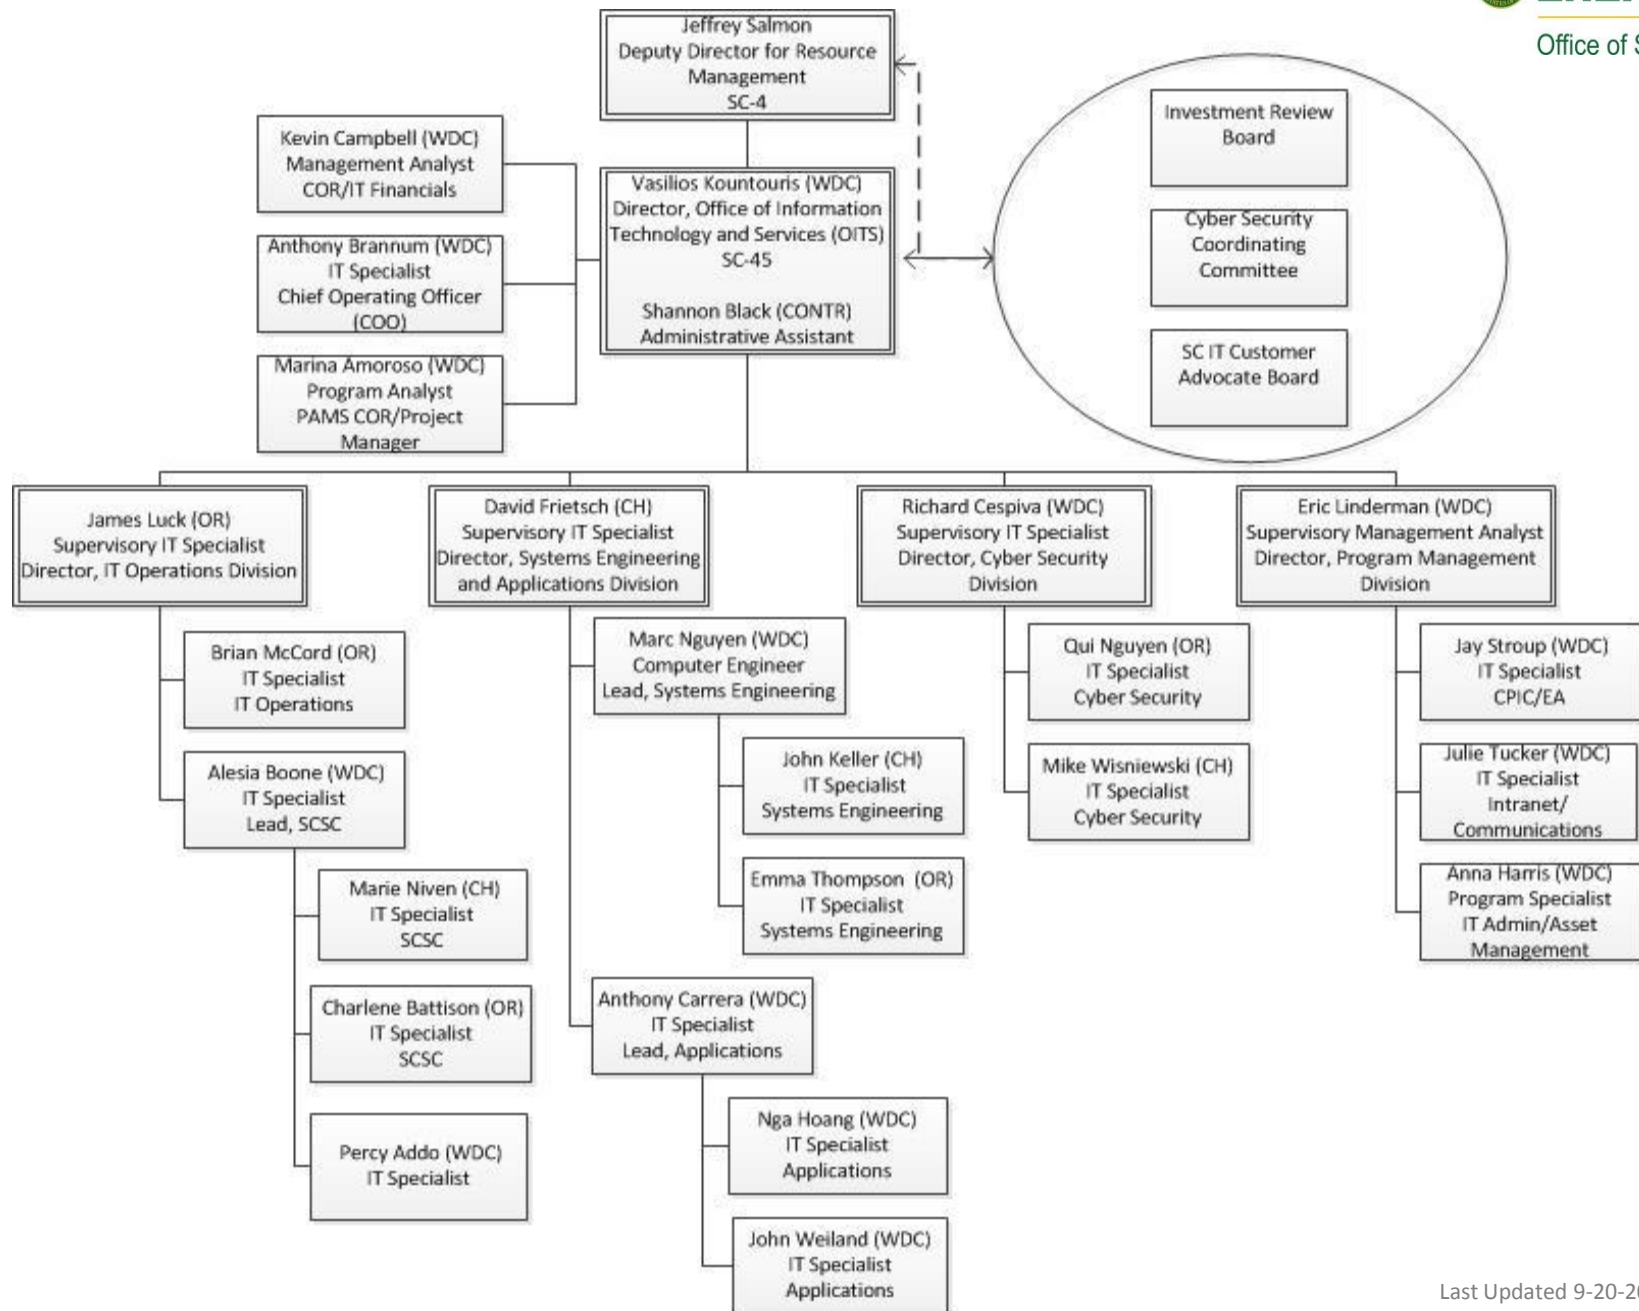 Office of
Jeffrey Salmon
Deputy Director for Resource
Management
SC-4
Kevin Campbell (WDC)
Management Analyst
COR/IT Financials
Anthony Brannum (WDC)
IT Specialist
Chief Operating Officer
(COO)
Marina Amoroso (WDC)
Program Analyst
PAMS COR/Project
Manager
Vasilios Kountouris (WDC)
Director, Office of Information
Technology and Services (OITS)
SC-45
Shannon Black (CONTR)
Administrative Assistant
Investment Review
Board
Cyber Security
Coordinating
Committee
SC IT Customer
Advocate Board
James Luck (OR)
Supervisory IT Specialist
Director, IT Operations Division
Brian McCord (OR)
IT Specialist
IT Operations
Alesia Boone (WDC)
IT Specialist
Lead, SCSC
Marie Niven (CH)
IT Specialist
SCSC
Charlene Battison (OR)
IT Specialist
SCSC
Percy Addo (WDC)
IT Specialist
David Frietsch (CH)
Supervisory IT Specialist
Director, Systems Engineering
and Applications Division
Marc Nguyen (WDC)
Computer Engineer
Lead, Systems Engineering
John Keller (CH)
IT Specialist
Systems Engineering
Emma Thompson (OR)
IT Specialist
Systems Engineering
Anthony Carrera (WDC)
IT Specialist
Lead, Applications
Nga Hoang (WDC)
IT Specialist
Applications
John Weiland (WDC)
IT Specialist
Applications
Richard Cespiva (WDC)
Supervisory IT Specialist
Director, Cyber Security
Division
Qui Nguyen (OR)
IT Specialist
Cyber Security
Mike Wisniewski (CH)
IT Specialist
Cyber Security
Eric Linderman (WDC)
Supervisory Management Analyst
Director, Program Management
Division
Jay Stroup (WDC)
IT Specialist
CPIC/EA
Julie Tucker (WDC)
IT Specialist
Intranet/
Communications
Anna Harris (WDC)
Program Specialist
IT Admin/Asset
Management
Last Updated 9-20-20